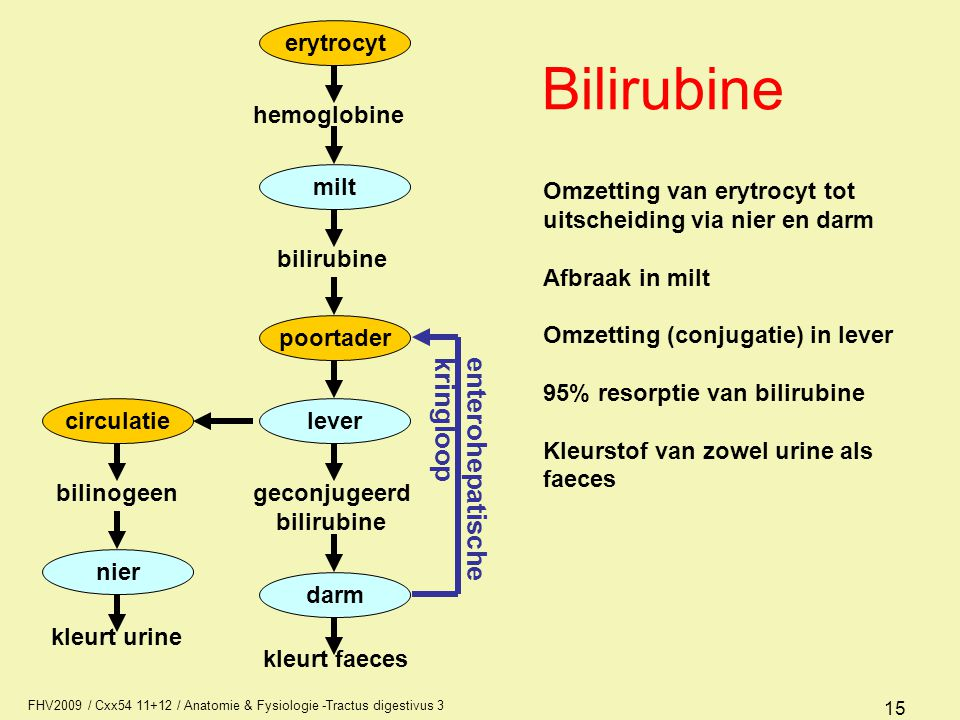 Bilirubine
erytrocyt
hemoglobine
milt
bilirubine
poortader
lever
circulatie
bilinogeen
nier
kleurt urine
geconjugeerd
bilirubine
darm
kleurt faeces
enterohepatische
kringloop
Omzetting van erytrocyt tot
uitscheiding via nier en darm
Afbraak in milt
Omzetting (conjugatie) in lever
95% resorptie van bilirubine
Kleurstof van zowel urine als
faeces
FHV2009 / Cxx54 11+12 / Anatomie & Fysiologie -Tractus digestivus 3
15